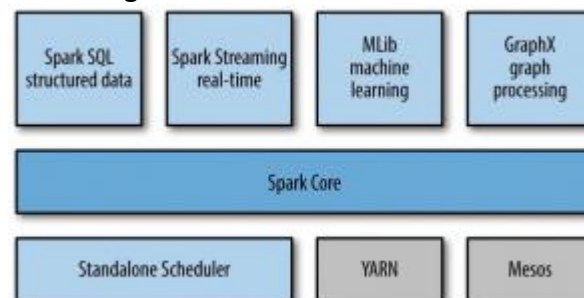 Spark SQL
structured data
Spark Streaming
real-time
MLib
machine
learning
GraphX
graph
processing
Spark Core
Standalone Scheduler
YARN
Mesos